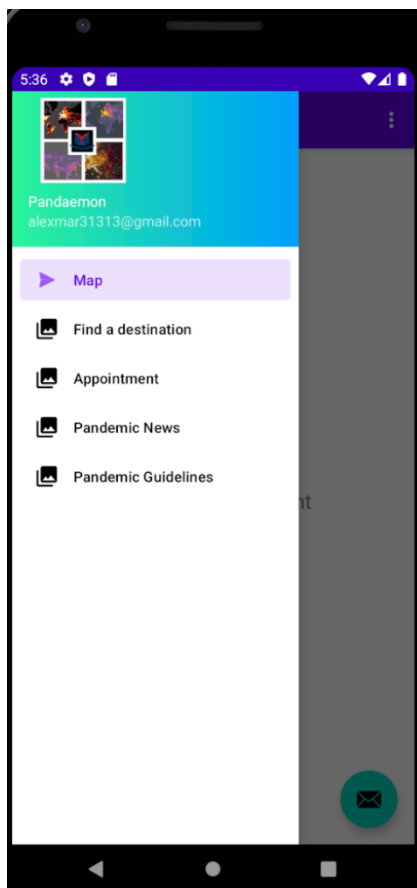 5:36
Pandaemon
alexmar31313@gmail.com
Map
Find a destination
Appointment
Pandemic News
Pandemic Guidelines
nt